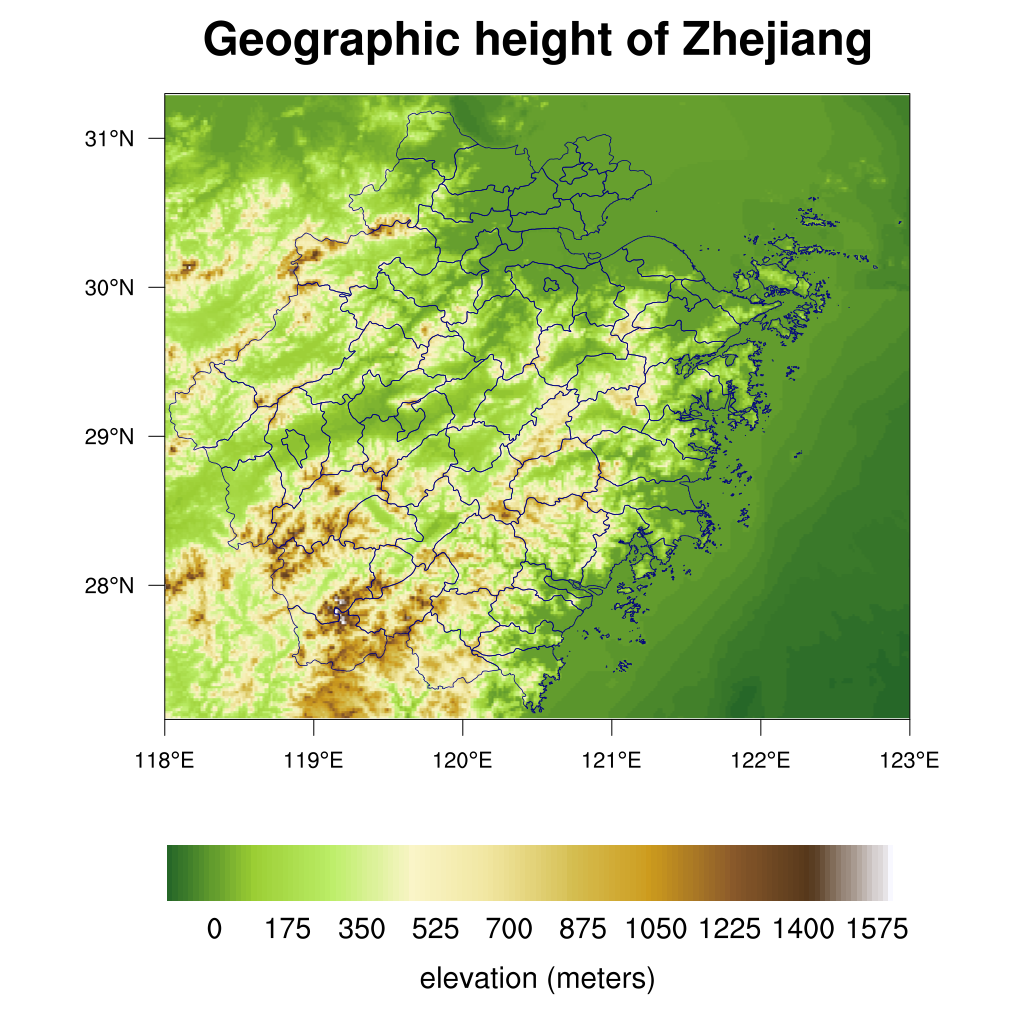 Geographic height of Zhejiang
31°N
30°N
29°N
28°N
118°E 119°E 120°E 121°E 122°E 123°E
0 175 350 525 700 875 1050 1225 1400 1575
elevation (meters)